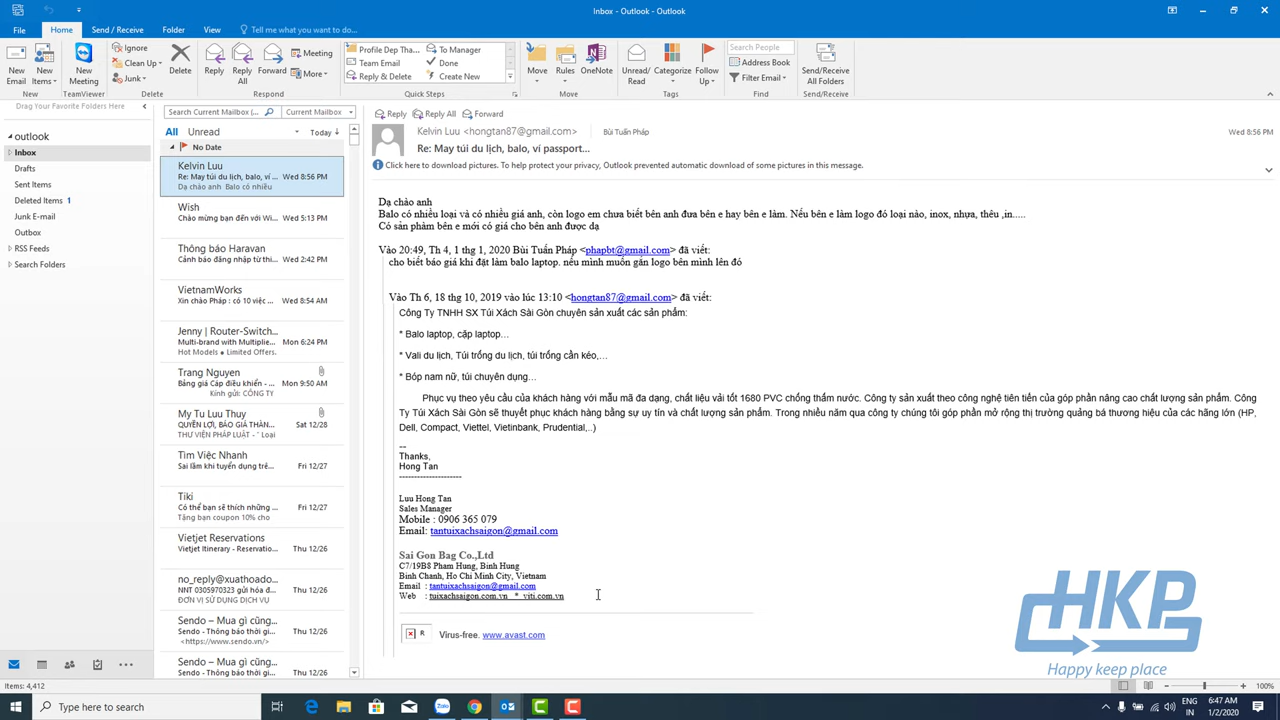 Inbox - Outlook - Outlook
File
Home
Send / Receive
Folder
View
Tell me what you want to do...
New Email
New Items
New
New Meeting
TeamViewer
Ignore
Clean Up
Junk
Delete
Delete
Reply
Reply All
Forward
Meeting
More
Respond
Profile Dep Tha...
Team Email
Reply & Delete
To Manager
Done
Create New
Quick Steps
Move
Rules
OneNote
Move
Unread/ Read
Categorize
Follow Up
Tags
Search People
Address Book
Filter Email
Find
Send/Receive All Folders
Send/Receive
Drag Your Favorite Folders Here
outlook
Inbox
Drafts
Sent Items
Deleted Items 1
Junk E-mail
Outbox
RSS Feeds
Search Folders
Search Current Mailbox (...
Current Mailbox
All Unread
Today
No Date
Kelvin Luu
Re: May túi du lịch, balo, ví ... Wed 8:56 PM
Dạ chào anh Balo có nhiều
Wish
Chào mừng bạn đến với Wi... Wed 5:13 PM
Thông báo Haravan
Cảnh báo đăng nhập từ thi... Wed 2:42 PM
VietnamWorks
Xin chào Pháp : có 10 việc ... Wed 8:54 AM
Jenny | Router-Switch...
Multi-brand with Multiple... Mon 6:24 PM
Hot Models ● Limited Offers.
Trang Nguyen
Bảng giá Cáp điều khiển - ... Mon 9:50 AM
Kính gửi: CÔNG TY
My Tu Luu Thuy
QUYỀN LỢI, BÁO GIÁ THÀN... Sat 12/28
THƯ VIỆN PHÁP LUẬT - " Loại
Tìm Việc Nhanh
Sai lầm khi tuyển dụng trê... Fri 12/27
Tiki
Có thể bạn sẽ thích những ... Fri 12/27
Tặng bạn coupon 10% cho
Vietjet Reservations
Vietjet Itinerary - Reservatio... Thu 12/26
no_reply@xuathoado...
NNT 0305970323 gửi hóa đ... Thu 12/26
ĐƠN VỊ SỬ DỤNG DỊCH VỤ
Sendo – Mua gì cũng...
Sendo - Thông báo thời gi... Thu 12/26
<https://www.sendo.vn/>
Sendo – Mua gì cũng...
Sendo - Thông báo thời gi... Thu 12/26
Reply Reply All Forward
Kelvin Luu <hongtan87@gmail.com> Bùi Tuấn Pháp
Wed 8:56 PM
Re: May túi du lịch, balo, ví passport...
Click here to download pictures. To help protect your privacy, Outlook prevented automatic download of some pictures in this message.
Dạ chào anh
Balo có nhiều loại và có nhiều giá anh, còn logo em chưa biết bên anh đưa bên e hay bên e làm. Nếu bên e làm logo đó loại nào, inox, nhựa, thêu ,in.....
Có sản phàm bên e mới có giá cho bên anh được dạ
Vào 20:49, Th 4, 1 thg 1, 2020 Bùi Tuấn Pháp <phapbt@gmail.com> đã viết:
cho biết báo giá khi đặt làm balo laptop. nếu mình muốn gắn logo bên mình lên đó
Vào Th 6, 18 thg 10, 2019 vào lúc 13:10 <hongtan87@gmail.com> đã viết:
Công Ty TNHH SX Túi Xách Sài Gòn chuyên sản xuất các sản phẩm:
* Balo laptop, cặp laptop…
* Vali du lịch, Túi trống du lịch, túi trống cần kéo,…
* Bóp nam nữ, túi chuyên dụng…
Phục vụ theo yêu cầu của khách hàng với mẫu mã đa dạng, chất liệu vải tốt 1680 PVC chống thấm nước. Công ty sản xuất theo công nghệ tiên tiến của góp phần nâng cao chất lượng sản phẩm. Công
Ty Túi Xách Sài Gòn sẽ thuyết phục khách hàng bằng sự uy tín và chất lượng sản phẩm. Trong nhiều năm qua công ty chúng tôi góp phần mở rộng thị trường quảng bá thương hiệu của các hãng lớn (HP,
Dell, Compact, Viettel, Vietinbank, Prudential,..)
--
Thanks,
Hong Tan
---------------------
Luu Hong Tan
Sales Manager
Mobile : 0906 365 079
Email: tantuixachsaigon@gmail.com
Sai Gon Bag Co.,Ltd
C7/19B8 Pham Hung, Binh Hung
Binh Chanh, Ho Chi Minh City, Vietnam
Email : tantuixachsaigon@gmail.com
Web : tuixachsaigon.com.vn * viti.com.vn
R
Virus-free. www.avast.com
HKP
Happy keep place
Items: 4,412
100%
Type here to search
Zalo
ENG
IN
6:47 AM
1/2/2020